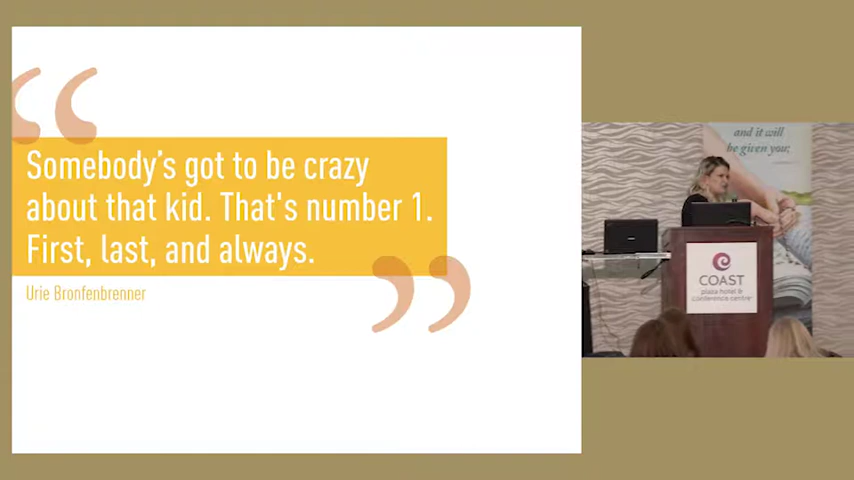 Somebody's got to be crazy
about that kid. That's number 1.
First, last, and always.
Urie Bronfenbrenner
and it will
be given you;
COAST
plaza hotel &
conference centre